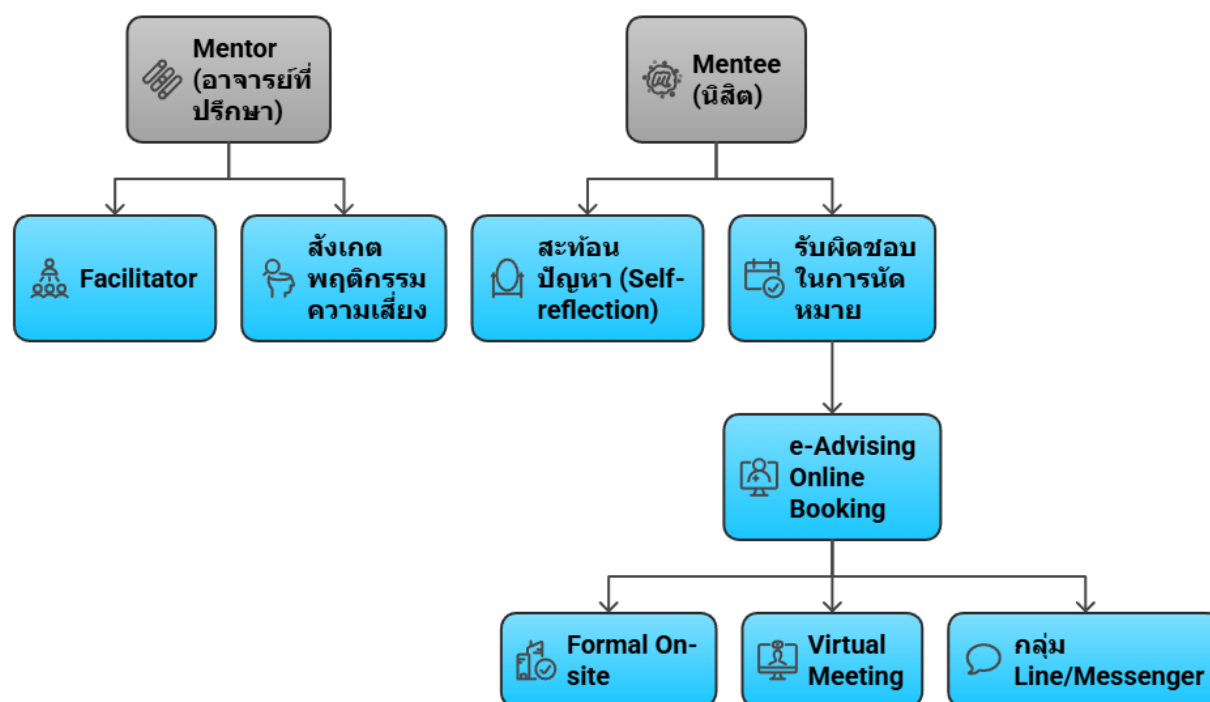 Mentor
(อาจารย์ที่
ปรึกษา)
Mentee
(นิสิต)
Facilitator
สังเกต
พฤติกรรม
ความเสี่ยง
สะท้อน
ปัญหา (Self-
reflection)
รับผิดชอบ
ในการนัด
หมาย
e-Advising
Online
Booking
Formal On-
site
Virtual
Meeting
กลุ่ม
Line/Messenger